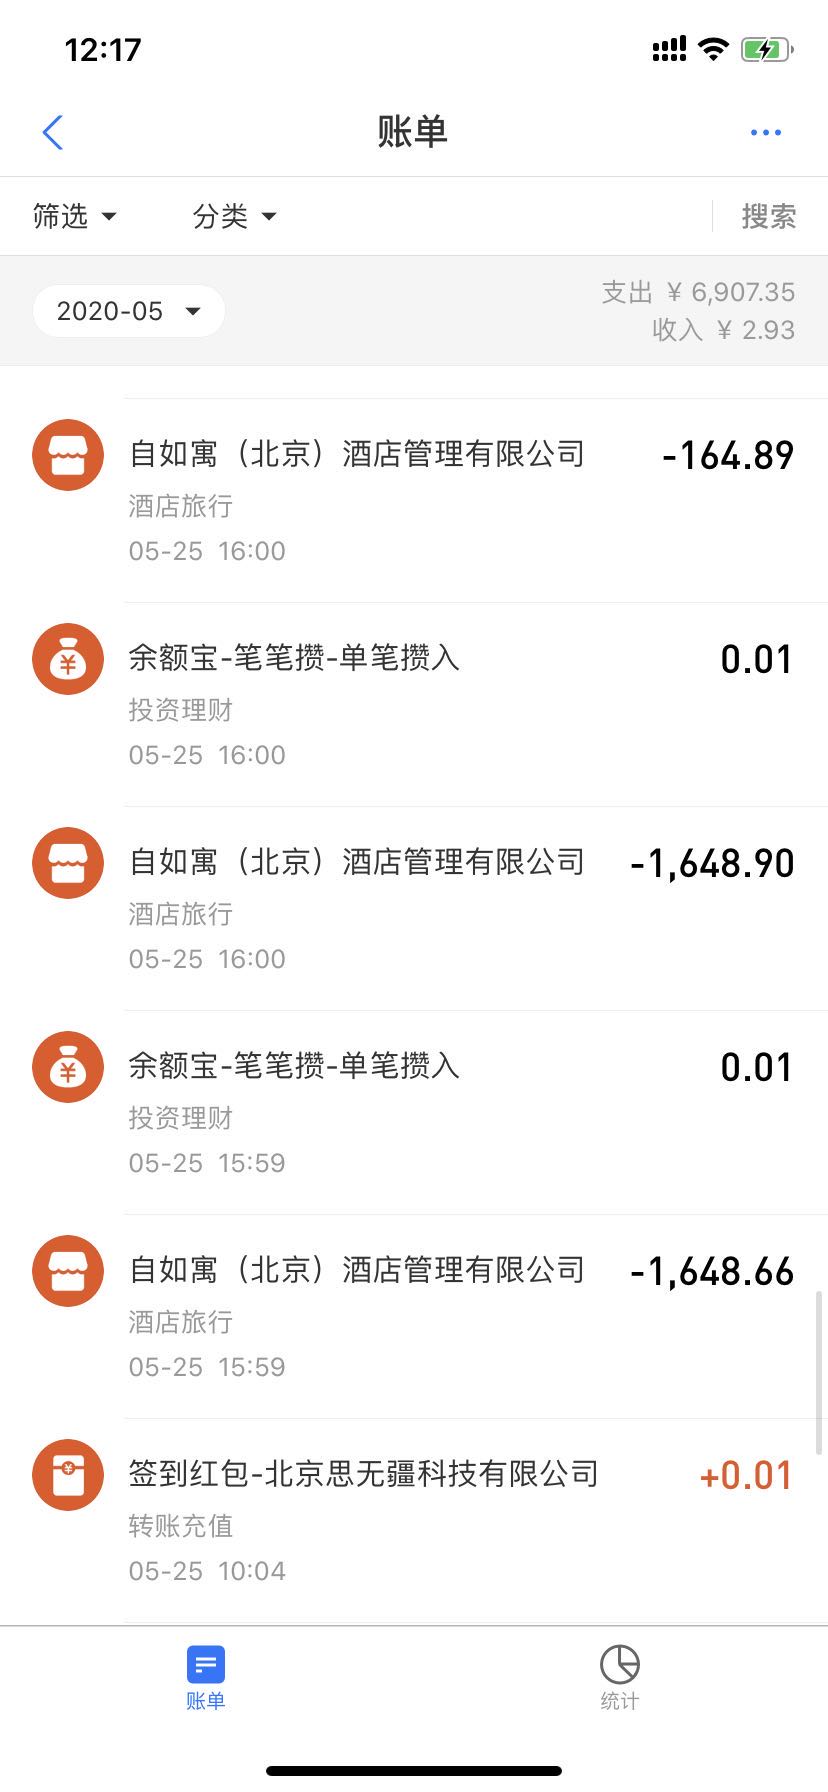 12:17
账单
筛选 分类 搜索
2020-05
支出 ¥ 6,907.35
收入 ¥ 2.93
自如寓（北京）酒店管理有限公司 -164.89
酒店旅行
05-25 16:00
余额宝-笔笔攒-单笔攒入 0.01
投资理财
05-25 16:00
自如寓（北京）酒店管理有限公司 -1,648.90
酒店旅行
05-25 16:00
余额宝-笔笔攒-单笔攒入 0.01
投资理财
05-25 15:59
自如寓（北京）酒店管理有限公司 -1,648.66
酒店旅行
05-25 15:59
签到红包-北京思无疆科技有限公司 +0.01
转账充值
05-25 10:04
账单 统计